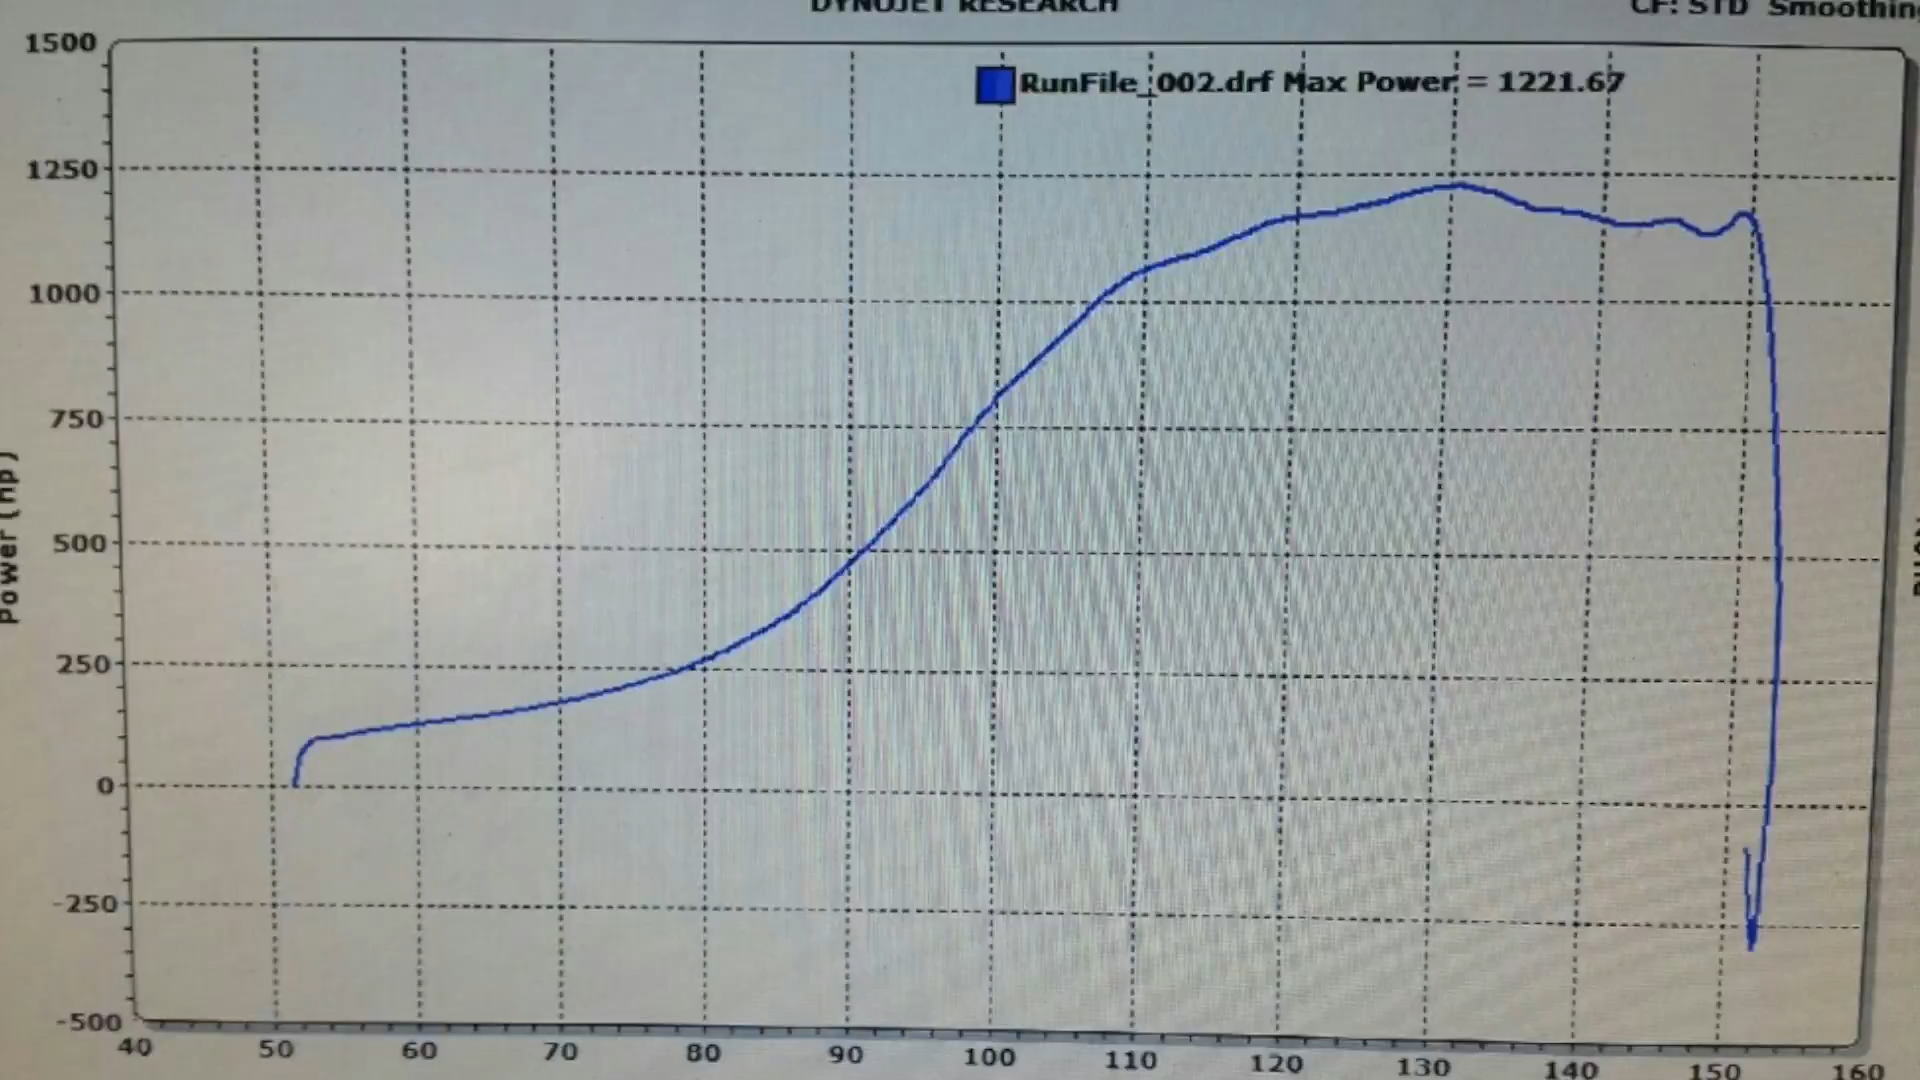 DYNOJET RESEARCH
CF: STD Smoothing
RunFile_002.drf Max Power = 1221.67
1500
1250
1000
750
500
250
0
-250
-500
Power (hp)
40 50 60 70 80 90 100 110 120 130 140 150 160